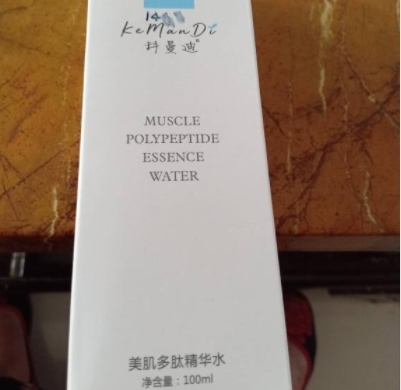 14
KeManDi
科曼迪®
MUSCLE
POLYPEPTIDE
ESSENCE
WATER
美肌多肽精华水
净含量：100ml